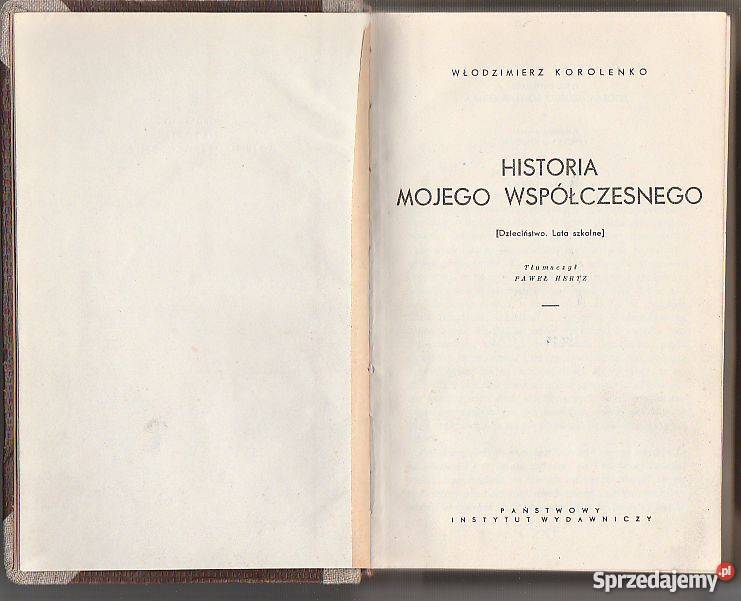 WŁODZIMIERZ KOROLENKO
HISTORIA
MOJEGO WSPÓŁCZESNEGO
[Dzieciństwo. Lata szkolne]
Tłumaczył
PAWEŁ HERTZ
PAŃSTWOWY
INSTYTUT WYDAWNICZY
Sprzedajemy.pl